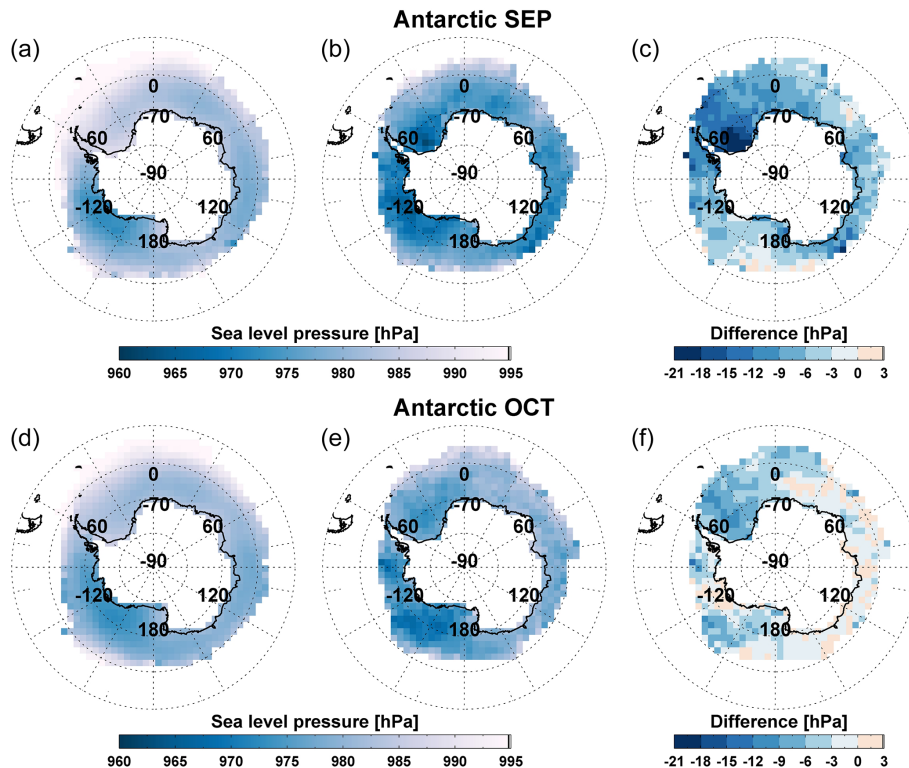 Antarctic SEP
(a) (b) (c)
0 0 0
-70 -70 -70
60 60 60 60 60 60
-90 -90 -90
-120 120 -120 120 -120 120
180 180 180
Sea level pressure [hPa] Difference [hPa]
960 965 970 975 980 985 990 995 -21 -18 -15 -12 -9 -6 -3 0 3
Antarctic OCT
(d) (e) (f)
0 0 0
-70 -70 -70
60 60 60 60 60 60
-90 -90 -90
-120 120 -120 120 -120 120
180 180 180
Sea level pressure [hPa] Difference [hPa]
960 965 970 975 980 985 990 995 -21 -18 -15 -12 -9 -6 -3 0 3